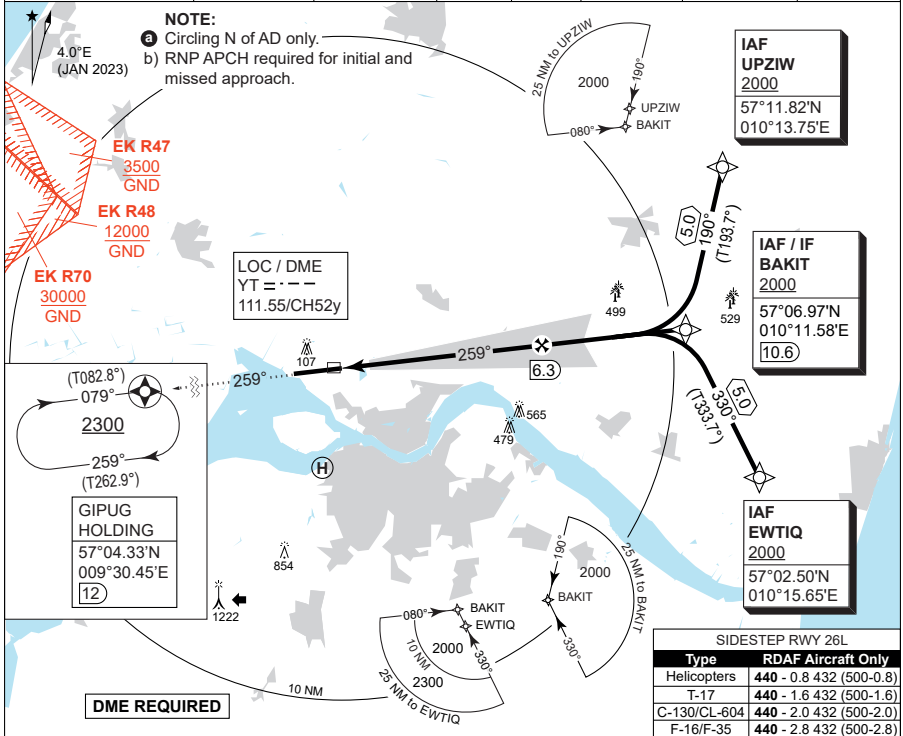 NOTE:
a Circling N of AD only.
b) RNP APCH required for initial and
missed approach.
4.0°E
(JAN 2023)
EK R47
3500
GND
EK R48
12000
GND
EK R70
30000
GND
25 NM to UPZIW
2000
190°
UPZIW
BAKIT
080°
IAF
UPZIW
2000
57°11.82'N
010°13.75'E
5.0
190°
(T193.7°)
LOC / DME
YT
111.55/CH52y
499
529
IAF / IF
BAKIT
2000
57°06.97'N
010°11.58'E
10.6
107
259°
259°
6.3
5.0
330°
(T333.7°)
(T082.8°)
079°
2300
259°
(T262.9°)
GIPUG
HOLDING
57°04.33'N
009°30.45'E
12
565
479
H
IAF
EWTIQ
2000
57°02.50'N
010°15.65'E
854
1222
190°
2000
BAKIT
330°
25 NM to BAKIT
080°
BAKIT
EWTIQ
2000
10 NM
330°
2300
25 NM to EWTIQ
10 NM
DME REQUIRED
SIDESTEP RWY 26L
Type RDAF Aircraft Only
Helicopters 440 - 0.8 432 (500-0.8)
T-17 440 - 1.6 432 (500-1.6)
C-130/CL-604 440 - 2.0 432 (500-2.0)
F-16/F-35 440 - 2.8 432 (500-2.8)